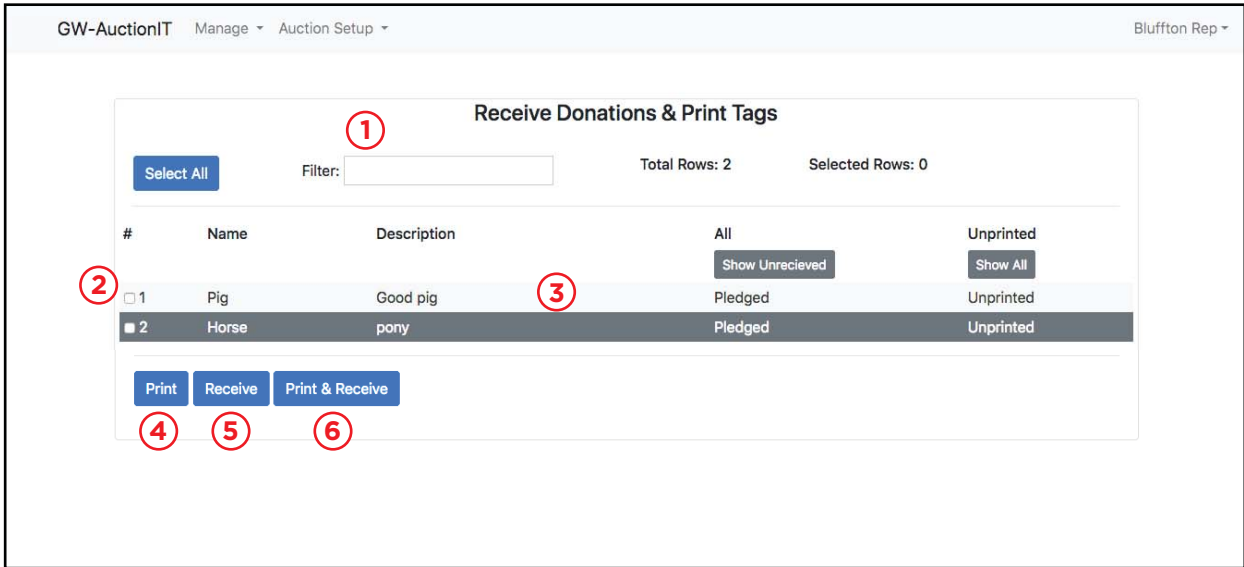 GW-AuctionIT Manage Auction Setup Bluffton Rep
Receive Donations & Print Tags
1
Select All Filter: Total Rows: 2 Selected Rows: 0
# Name Description All Unprinted
Show Unrecieved Show All
2
1 Pig Good pig 3 Pledged Unprinted
2 Horse pony Pledged Unprinted
Print Receive Print & Receive
4 5 6